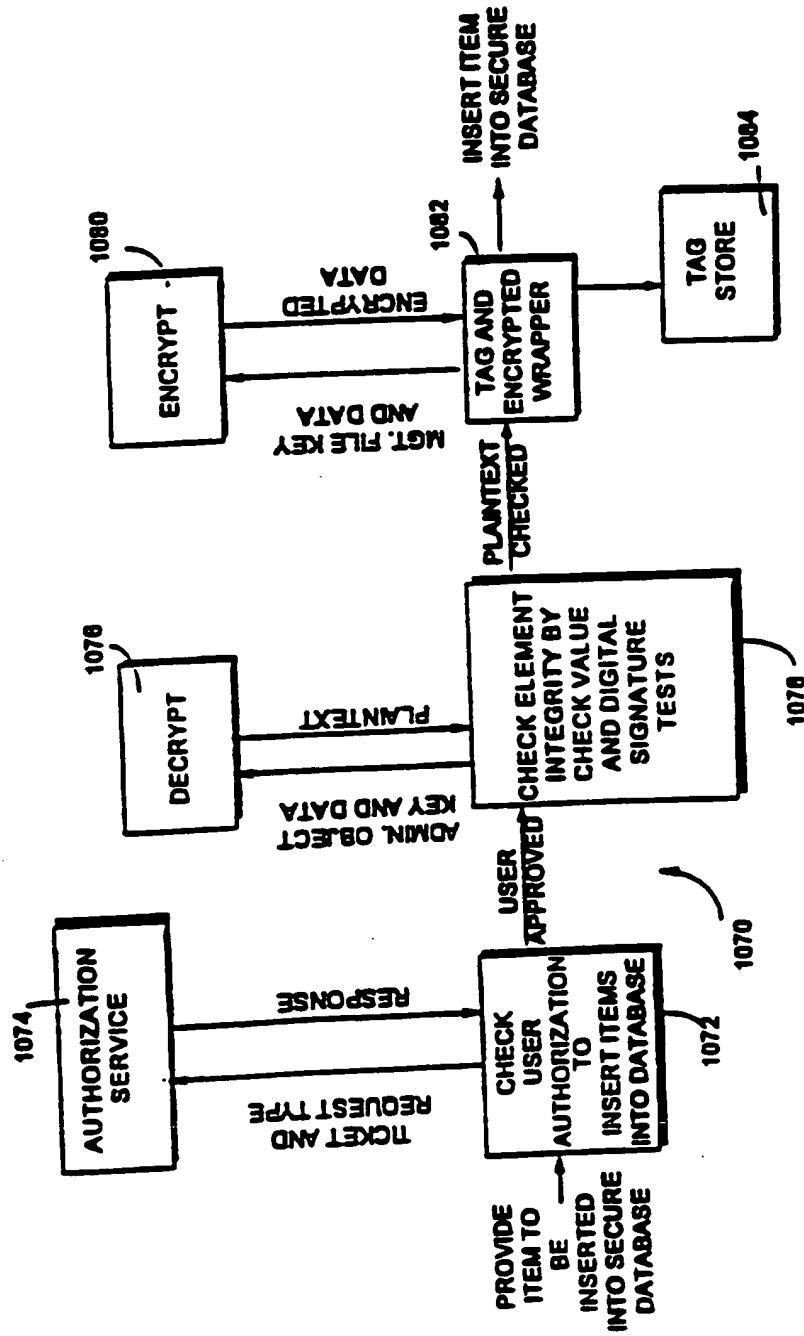 1074
AUTHORIZATION
SERVICE
TICKET AND
REQUEST TYPE
RESPONSE
PROVIDE
ITEM TO
BE
INSERTED
INTO SECURE
DATABASE
CHECK
USER
AUTHORIZATION
TO
INSERT ITEMS
INTO DATABASE
1072
USER
APPROVED
1070
1076
DECRYPT
ADMIN. OBJECT
KEY AND DATA
PLAINTEXT
CHECK ELEMENT
INTEGRITY BY
CHECK VALUE
AND DIGITAL
SIGNATURE
TESTS
1078
PLAINTEXT
CHECKED
1080
ENCRYPT
MGT. FILE KEY
AND DATA
ENCRYPTED
DATA
1082
TAG AND
ENCRYPTED
WRAPPER
INSERT ITEM
INTO SECURE
DATABASE
TAG
STORE
1084